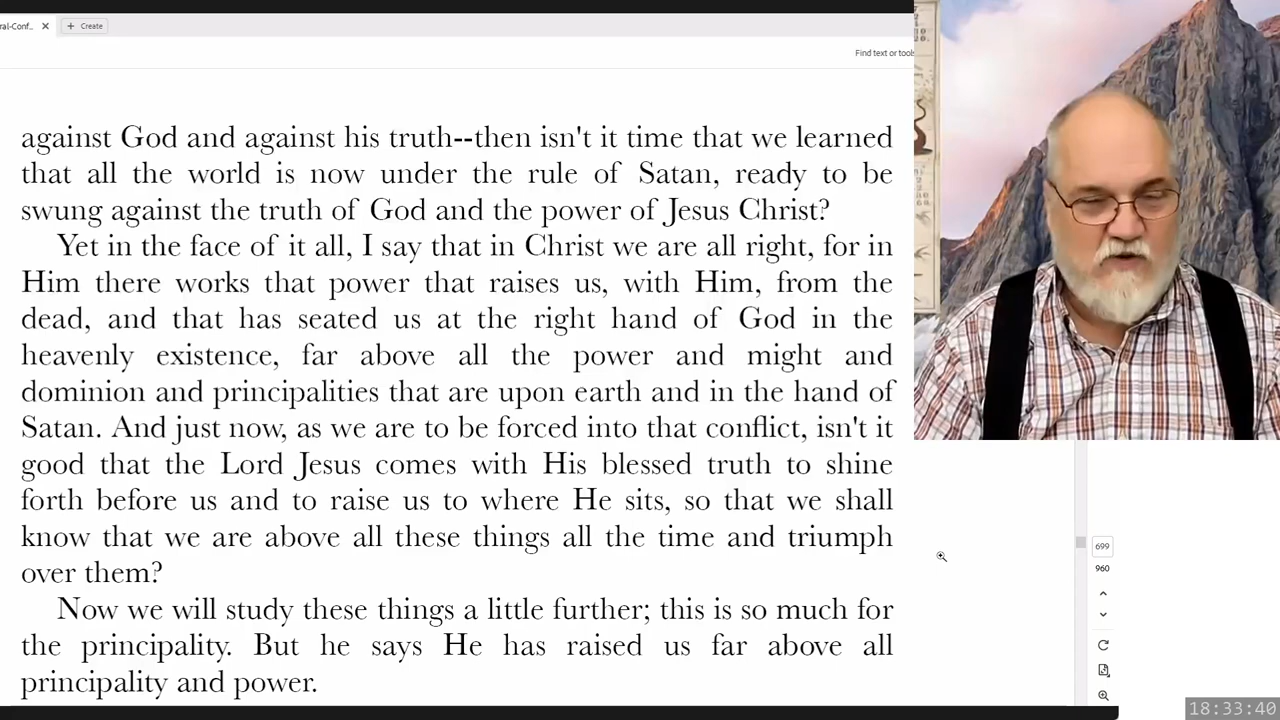 ral-Conf..
Create
Find text or tools
against God and against his truth--then isn't it time that we learned
that all the world is now under the rule of Satan, ready to be
swung against the truth of God and the power of Jesus Christ?
Yet in the face of it all, I say that in Christ we are all right, for in
Him there works that power that raises us, with Him, from the
dead, and that has seated us at the right hand of God in the
heavenly existence, far above all the power and might and
dominion and principalities that are upon earth and in the hand of
Satan. And just now, as we are to be forced into that conflict, isn't it
good that the Lord Jesus comes with His blessed truth to shine
forth before us and to raise us to where He sits, so that we shall
know that we are above all these things all the time and triumph
over them?
Now we will study these things a little further; this is so much for
the principality. But he says He has raised us far above all
principality and power.
699
960
18:33:40